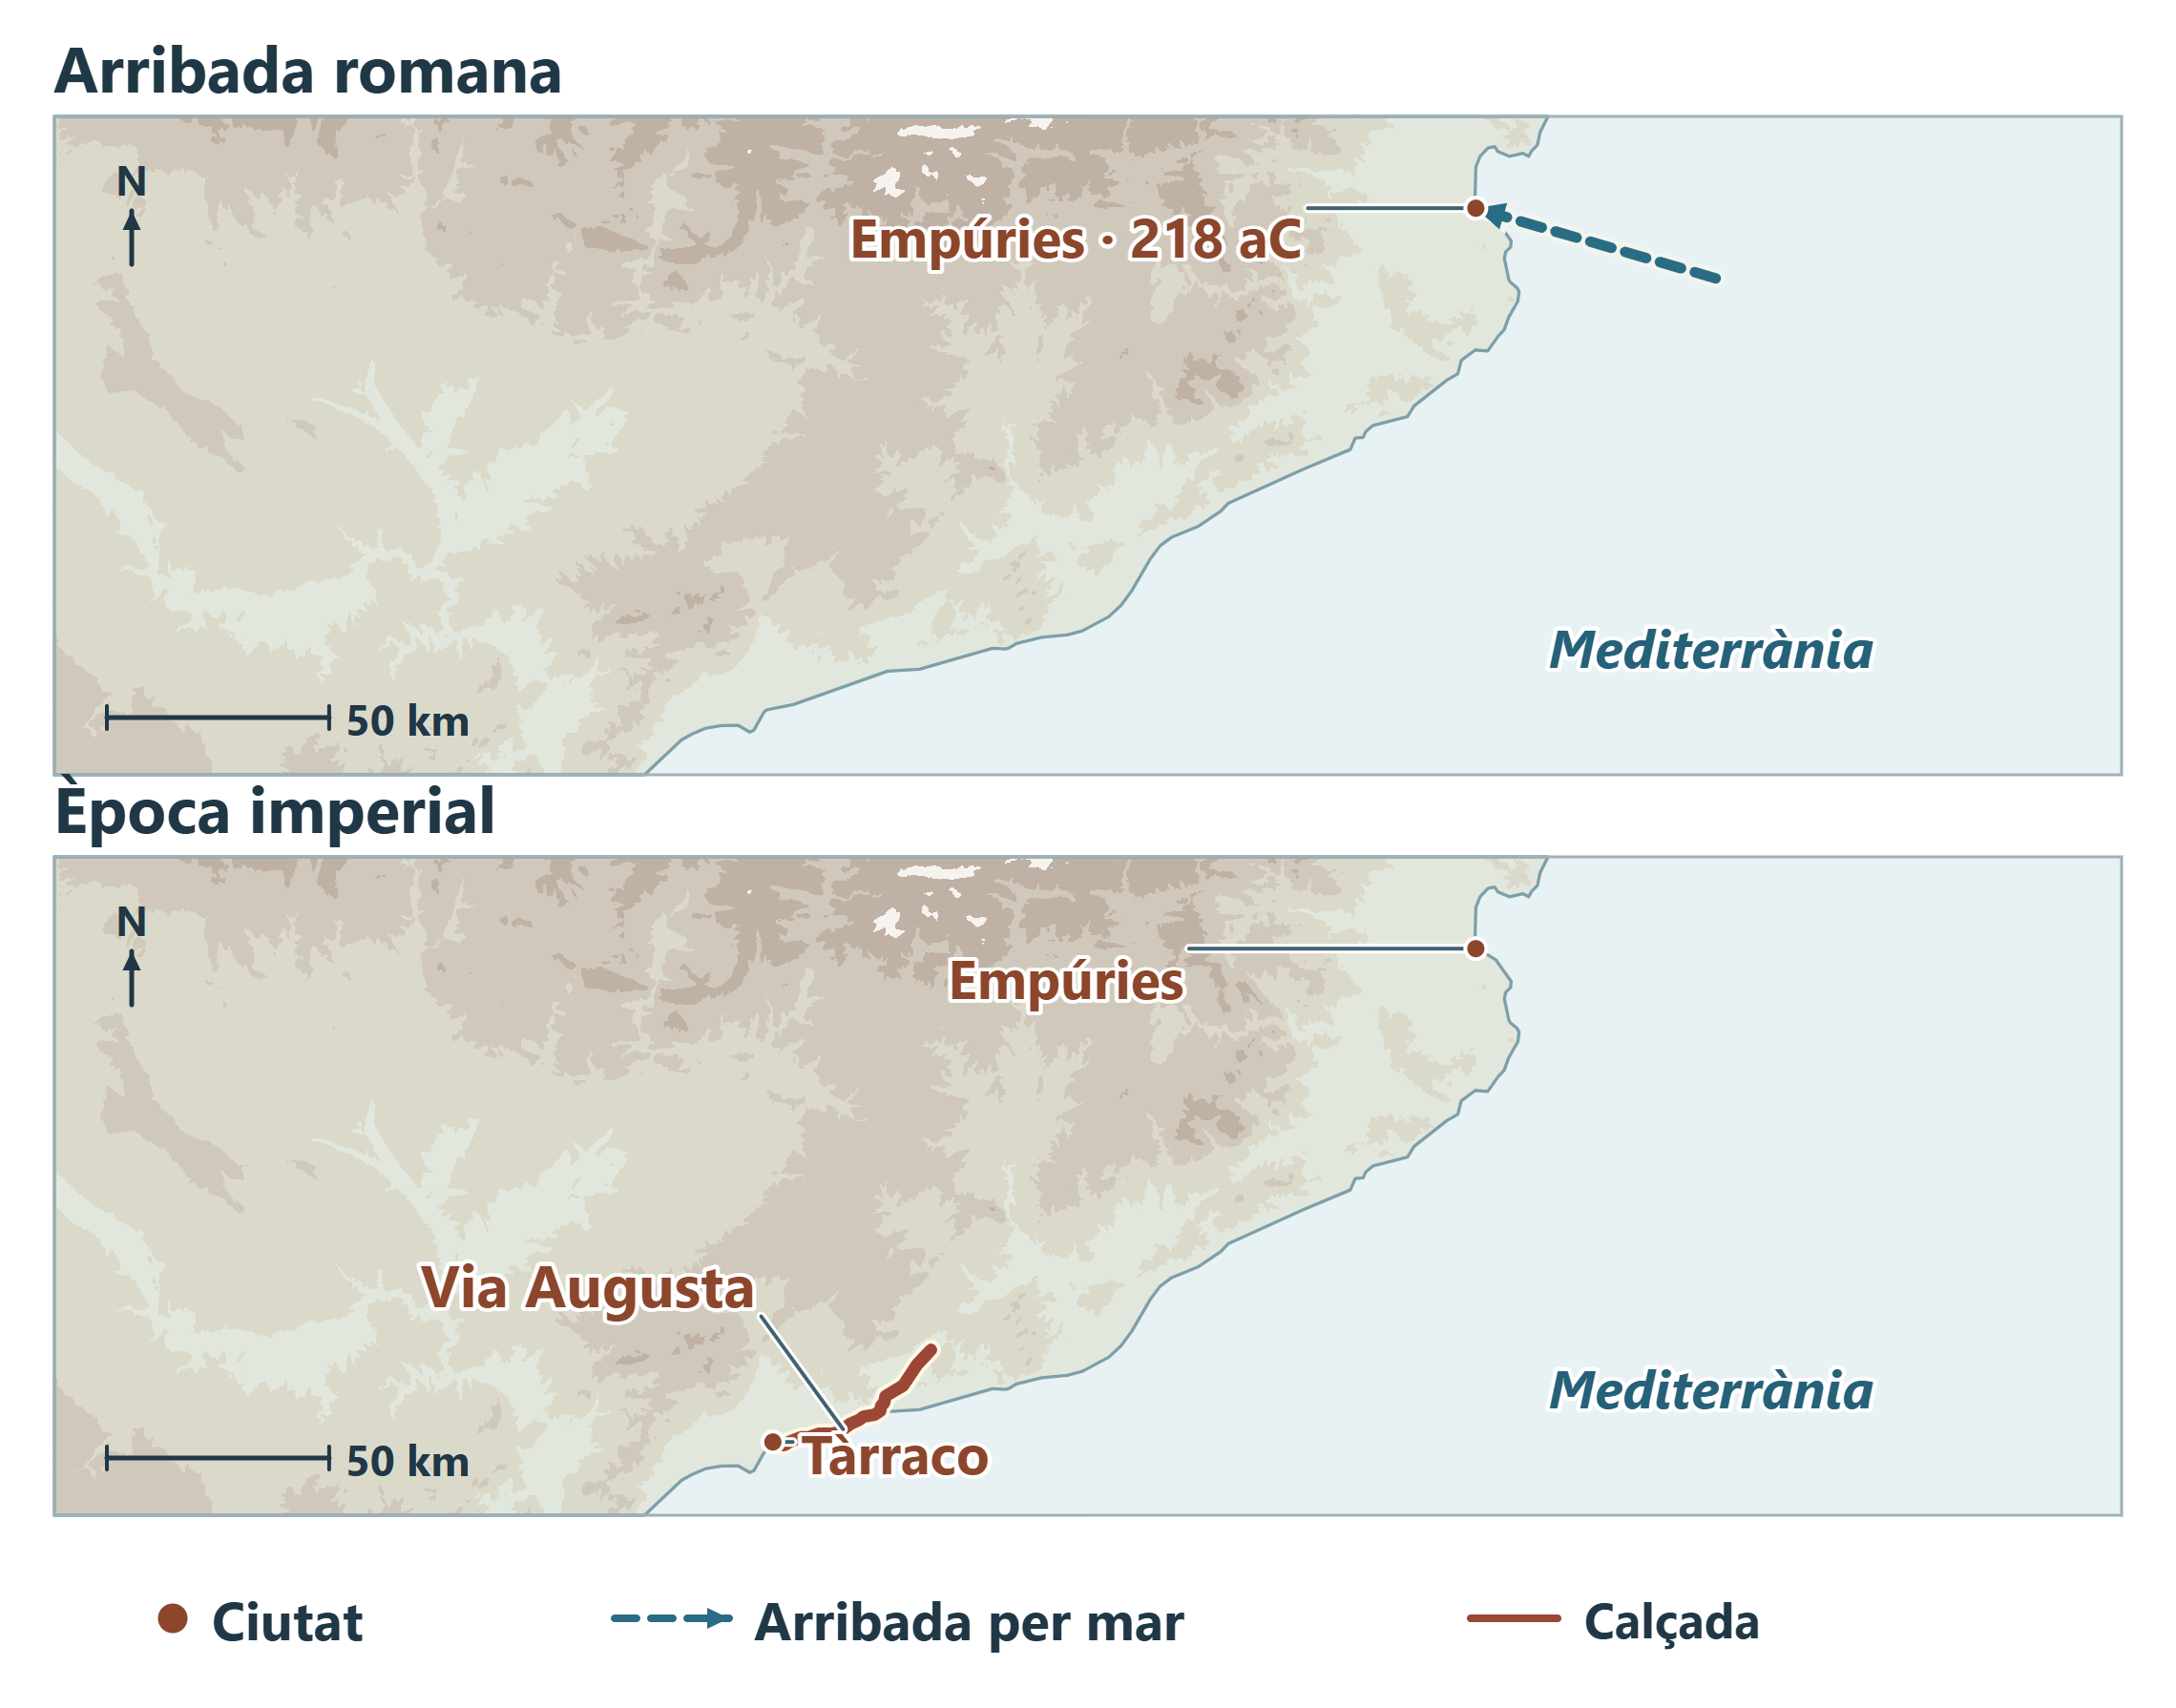 Arribada romana
N
Empúries · 218 aC
Mediterrània
50 km
Època imperial
N
Empúries
Via Augusta
Mediterrània
Tàrraco
50 km
Ciutat
Arribada per mar
Calçada